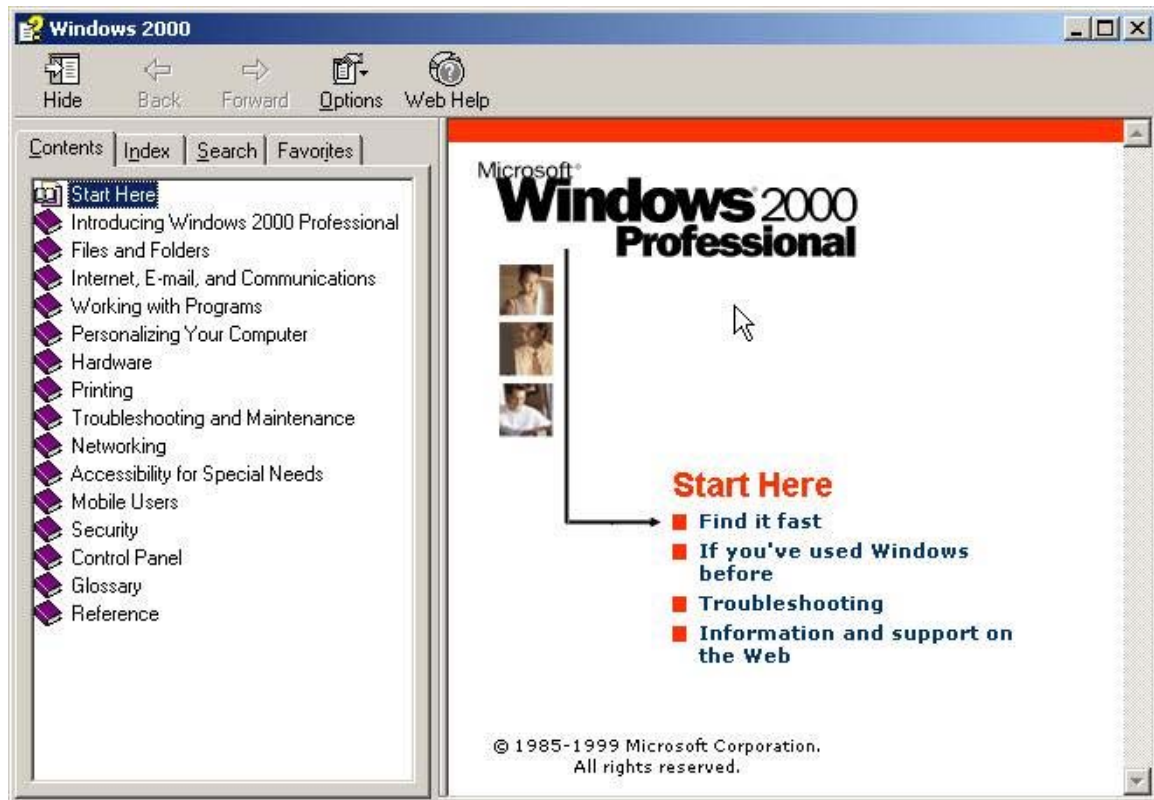 Windows 2000
Hide Back Forward Options Web Help
Contents Index Search Favorites
Start Here
Introducing Windows 2000 Professional
Files and Folders
Internet, E-mail, and Communications
Working with Programs
Personalizing Your Computer
Hardware
Printing
Troubleshooting and Maintenance
Networking
Accessibility for Special Needs
Mobile Users
Security
Control Panel
Glossary
Reference
Microsoft®
Windows 2000
Professional
Start Here
Find it fast
If you've used Windows
before
Troubleshooting
Information and support on
the Web
© 1985-1999 Microsoft Corporation.
All rights reserved.